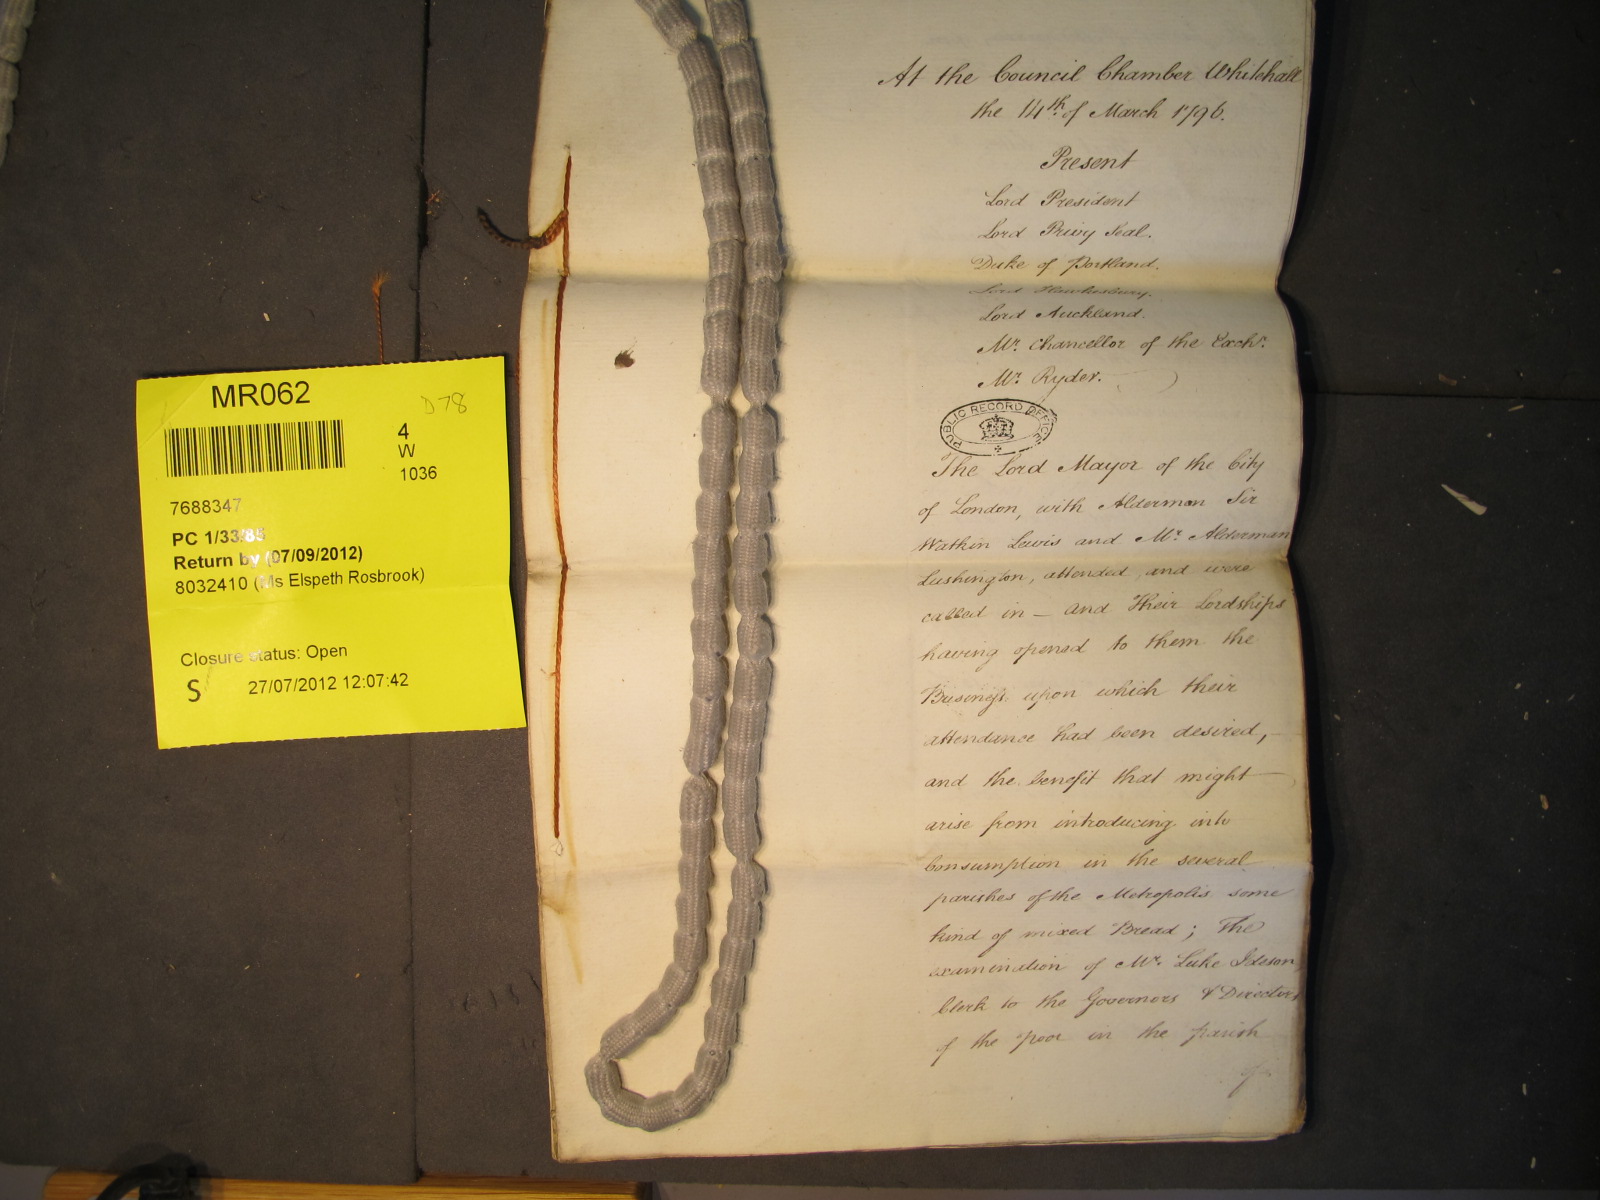 MR062
D78
4
W
1036
7688347
PC 1/33/85
Return by (07/09/2012)
8032410 (Ms Elspeth Rosbrook)
Closure status: Open
S
27/07/2012 12:07:42
At the Council Chamber Whitehall
the 14th. of March 1796.
Present
Lord President
Lord Privy Seal.
Duke of Portland.
Lord Hawkesbury.
Lord Auckland.
Mr. Chancellor of the Exchr.
Mr. Ryder.
PUBLIC RECORD OFFICE
The Lord Mayor of the City
of London, with Alderman Sir
Watkin Lewis and Mr. Alderman
Lushington, attended, and were
called in – and Their Lordships
having opened to them the
Business upon which their
attendance had been desired, –
and the benefit that might
arise from introducing into
Consumption in the several
parishes of the Metropolis some
kind of mixed Bread; The
examination of Mr. Luke Ideson,
Clerk to the Governors & Directors
of the poor in the parish
of